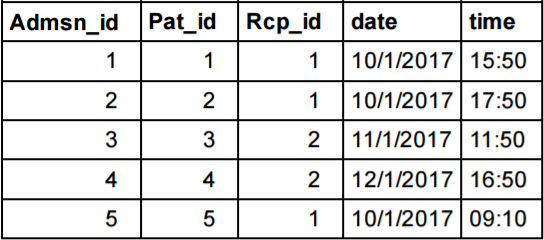 Admsn_id Pat_id Rcp_id date time
1 1 1 10/1/2017 15:50
2 2 1 10/1/2017 17:50
3 3 2 11/1/2017 11:50
4 4 2 12/1/2017 16:50
5 5 1 10/1/2017 09:10